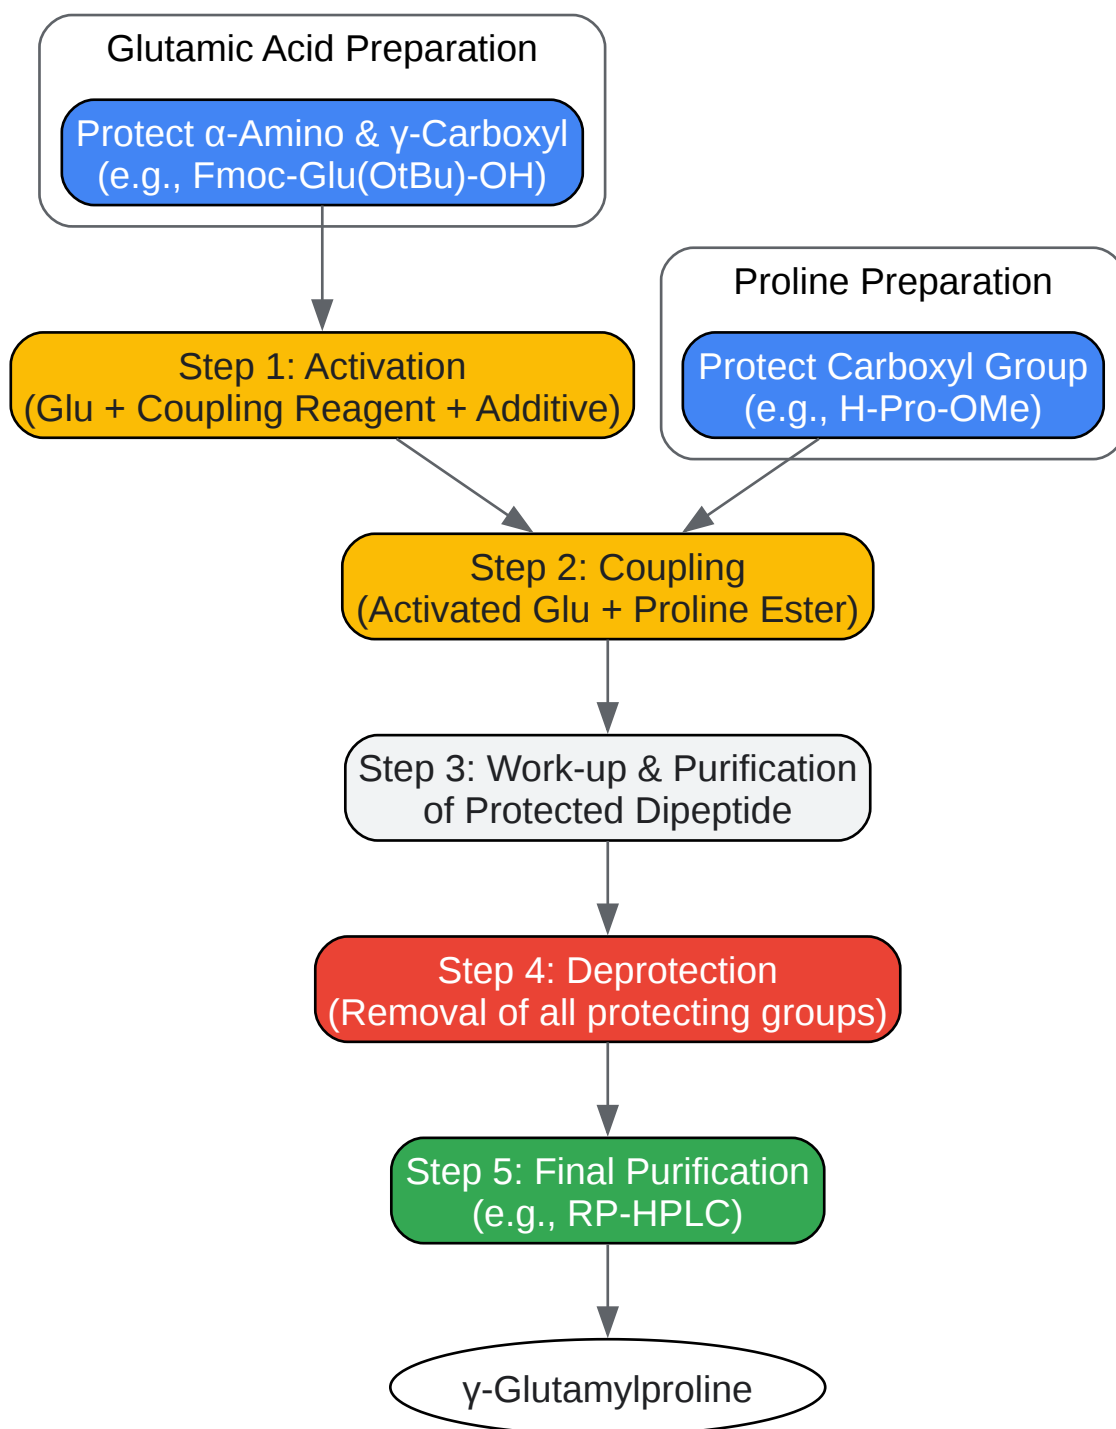 Glutamic Acid Preparation
Protect α-Amino & γ-Carboxyl
(e.g., Fmoc-Glu(OtBu)-OH)
Proline Preparation
Step 1: Activation
(Glu + Coupling Reagent + Additive)
Protect Carboxyl Group
(e.g., H-Pro-OMe)
Step 2: Coupling
(Activated Glu + Proline Ester)
Step 3: Work-up & Purification
of Protected Dipeptide
Step 4: Deprotection
(Removal of all protecting groups)
Step 5: Final Purification
(e.g., RP-HPLC)
γ-Glutamylproline